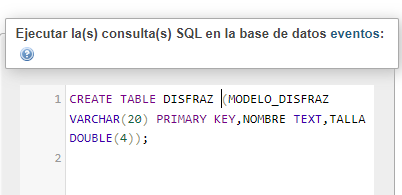 Ejecutar la(s) consulta(s) SQL en la base de datos eventos:
1 CREATE TABLE DISFRAZ (MODELO_DISFRAZ
VARCHAR(20) PRIMARY KEY,NOMBRE TEXT,TALLA
DOUBLE(4));
2